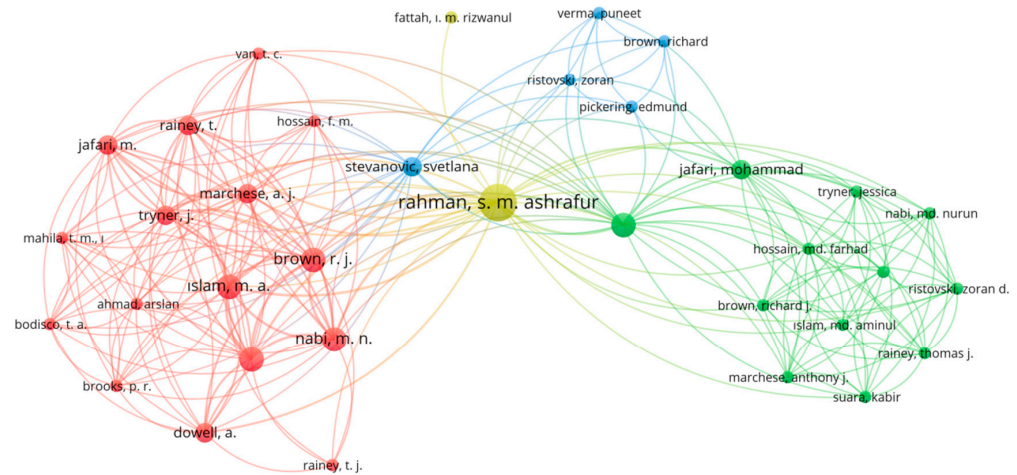 fattah, ı. m. rizwanul
verma, puneet
brown, richard
van, t. c.
ristovski, zoran
pickering, edmund
hossain, f. m.
rainey, t.
jafari, m.
stevanovic, svetlana
jafari, mohammad
marchese, a. j.
tryner, jessica
rahman, s. m. ashrafur
tryner, j.
nabi, md. nurun
mahila, t. m., ı
hossain, md. farhad
brown, r. j.
ıslam, m. a.
ristovski, zoran d.
ahmad, arslan
brown, richard j.
bodisco, t. a.
ıslam, md. aminul
nabi, m. n.
rainey, thomas j.
marchese, anthony j.
brooks, p. r.
suara, kabir
dowell, a.
rainey, t. j.